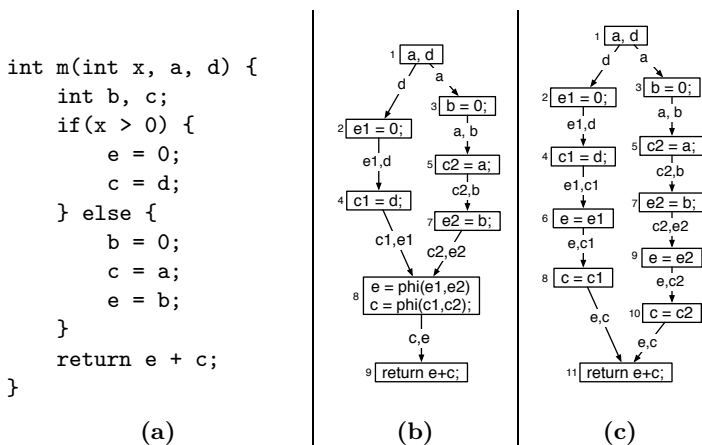 int m(int x, a, d) {
int b, c;
if(x > 0) {
e = 0;
c = d;
} else {
b = 0;
c = a;
e = b;
}
return e + c;
}
(a)
1 a, d
d a
3 b = 0;
2 e1 = 0;
a, b
e1,d
5 c2 = a;
c2,b
4 c1 = d;
7 e2 = b;
c1,e1 c2,e2
8 e = phi(e1,e2)
c = phi(c1,c2);
c,e
9 return e+c;
(b)
1 a, d
d a
3 b = 0;
2 e1 = 0;
a, b
e1,d
5 c2 = a;
4 c1 = d;
c2,b
e1,c1
7 e2 = b;
6 e = e1
c2,e2
e,c1
9 e = e2
8 c = c1
e,c2
10 c = c2
e,c e,c
11 return e+c;
(c)